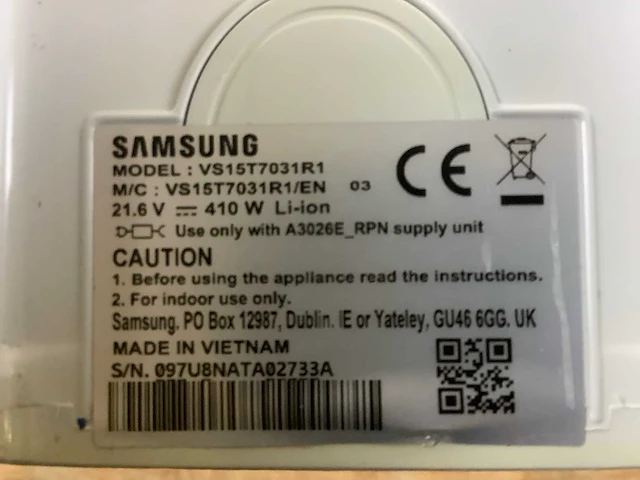 SAMSUNG
MODEL : VS15T7031R1
M/C : VS15T7031R1/EN 03
21.6 V ⎓ 410 W Li-ion
Use only with A3026E_RPN supply unit
CAUTION
1. Before using the appliance read the instructions.
2. For indoor use only.
Samsung. PO Box 12987, Dublin. IE or Yateley, GU46 6GG. UK
MADE IN VIETNAM
S/N. 097U8NATA02733A
CE